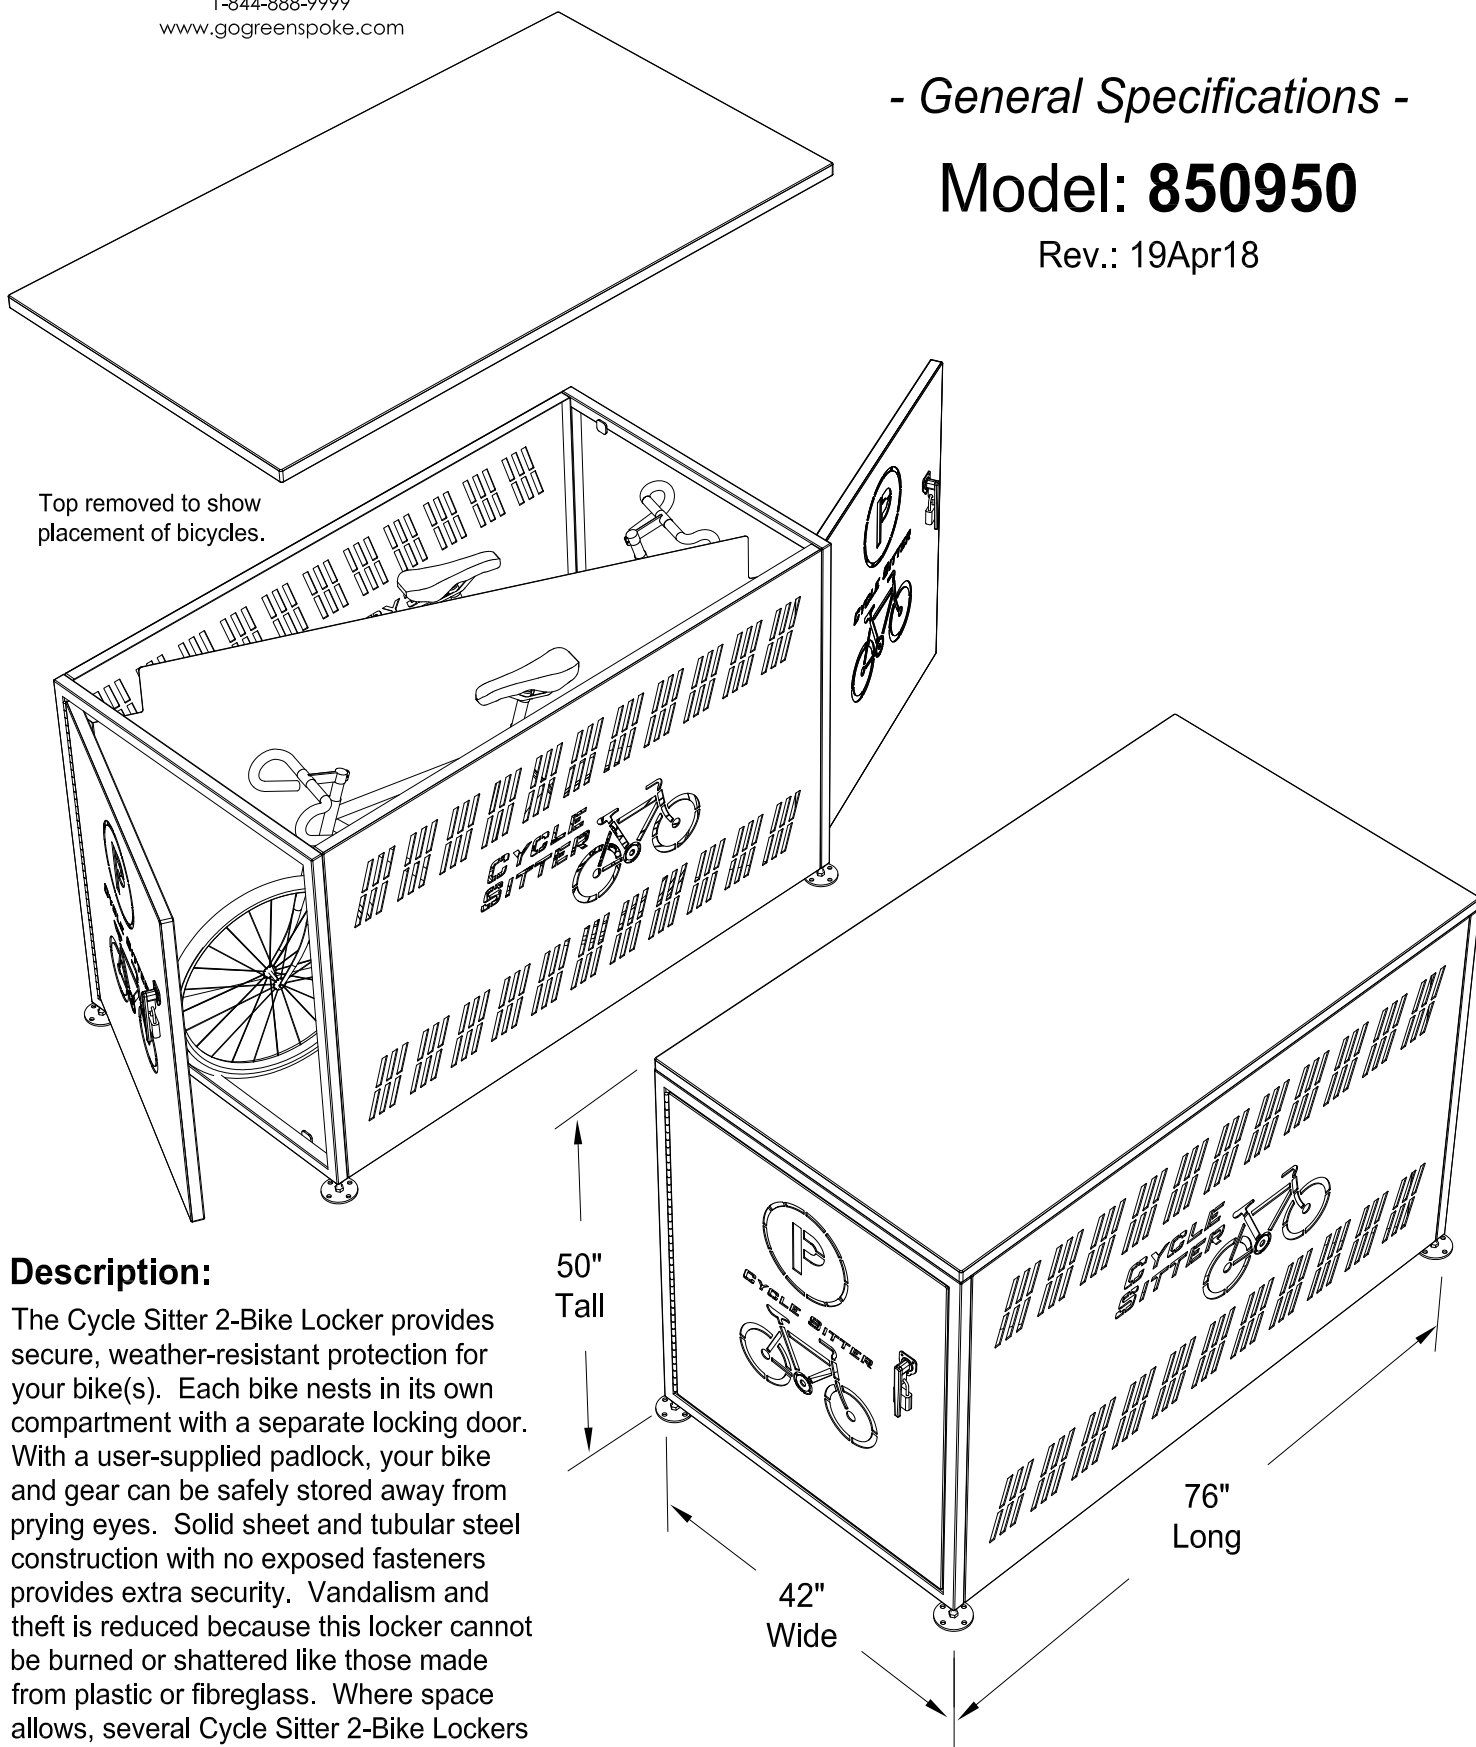 1-844-888-9999
www.gogreenspoke.com
- General Specifications -
Model: 850950
Rev.: 19Apr18
Top removed to show
placement of bicycles.
P
CYCLE SITTER
CYCLE
SITTER
P
CYCLE SITTER
CYCLE
SITTER
50"
Tall
42"
Wide
76"
Long
Description:
The Cycle Sitter 2-Bike Locker provides
secure, weather-resistant protection for
your bike(s).  Each bike nests in its own
compartment with a separate locking door.
With a user-supplied padlock, your bike
and gear can be safely stored away from
prying eyes.  Solid sheet and tubular steel
construction with no exposed fasteners
provides extra security.  Vandalism and
theft is reduced because this locker cannot
be burned or shattered like those made
from plastic or fibreglass.  Where space
allows, several Cycle Sitter 2-Bike Lockers